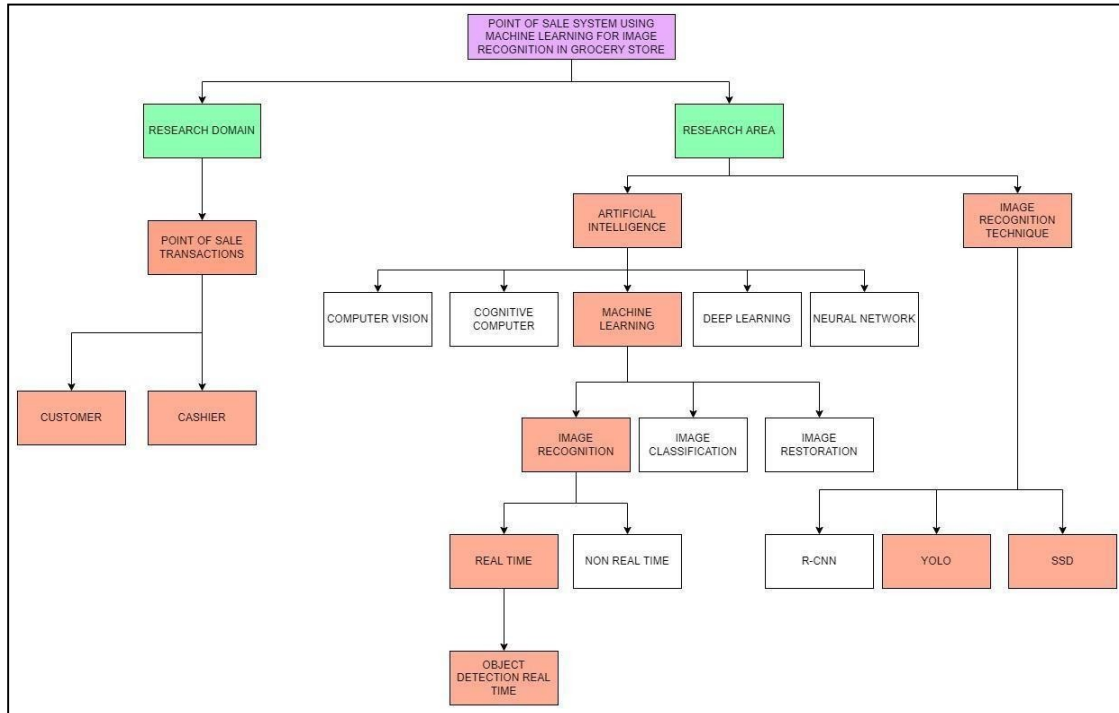 POINT OF SALE SYSTEM USING
MACHINE LEARNING FOR IMAGE
RECOGNITION IN GROCERY STORE
RESEARCH DOMAIN
RESEARCH AREA
POINT OF SALE
TRANSACTIONS
ARTIFICIAL
INTELLIGENCE
IMAGE
RECOGNITION
TECHNIQUE
COMPUTER VISION
COGNITIVE
COMPUTER
MACHINE
LEARNING
DEEP LEARNING
NEURAL NETWORK
CUSTOMER
CASHIER
IMAGE
RECOGNITION
IMAGE
CLASSIFICATION
IMAGE
RESTORATION
REAL TIME
NON REAL TIME
R-CNN
YOLO
SSD
OBJECT
DETECTION REAL
TIME